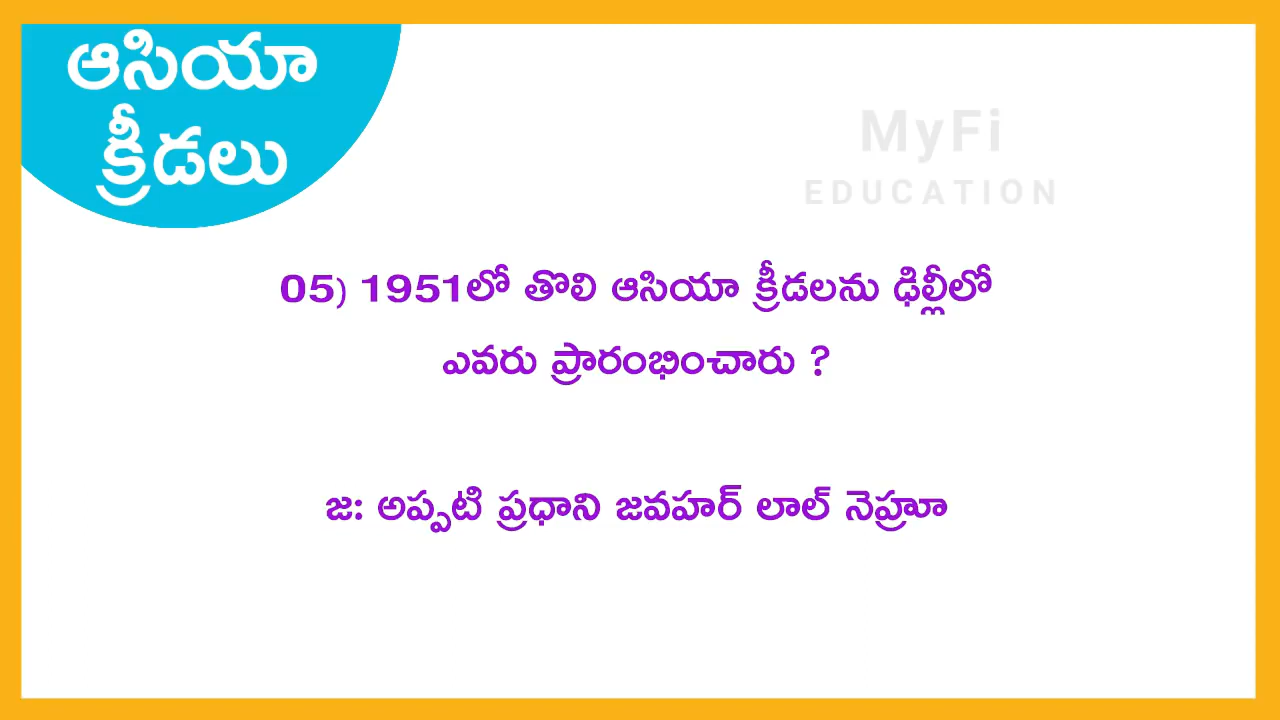 ఆసియా
క్రీడలు
MyFi
EDUCATION
05) 1951లో తొలి ఆసియా క్రీడలను ఢిల్లీలో
ఎవరు ప్రారంభించారు ?
జ: అప్పటి ప్రధాని జవహర్ లాల్ నెహ్రూ